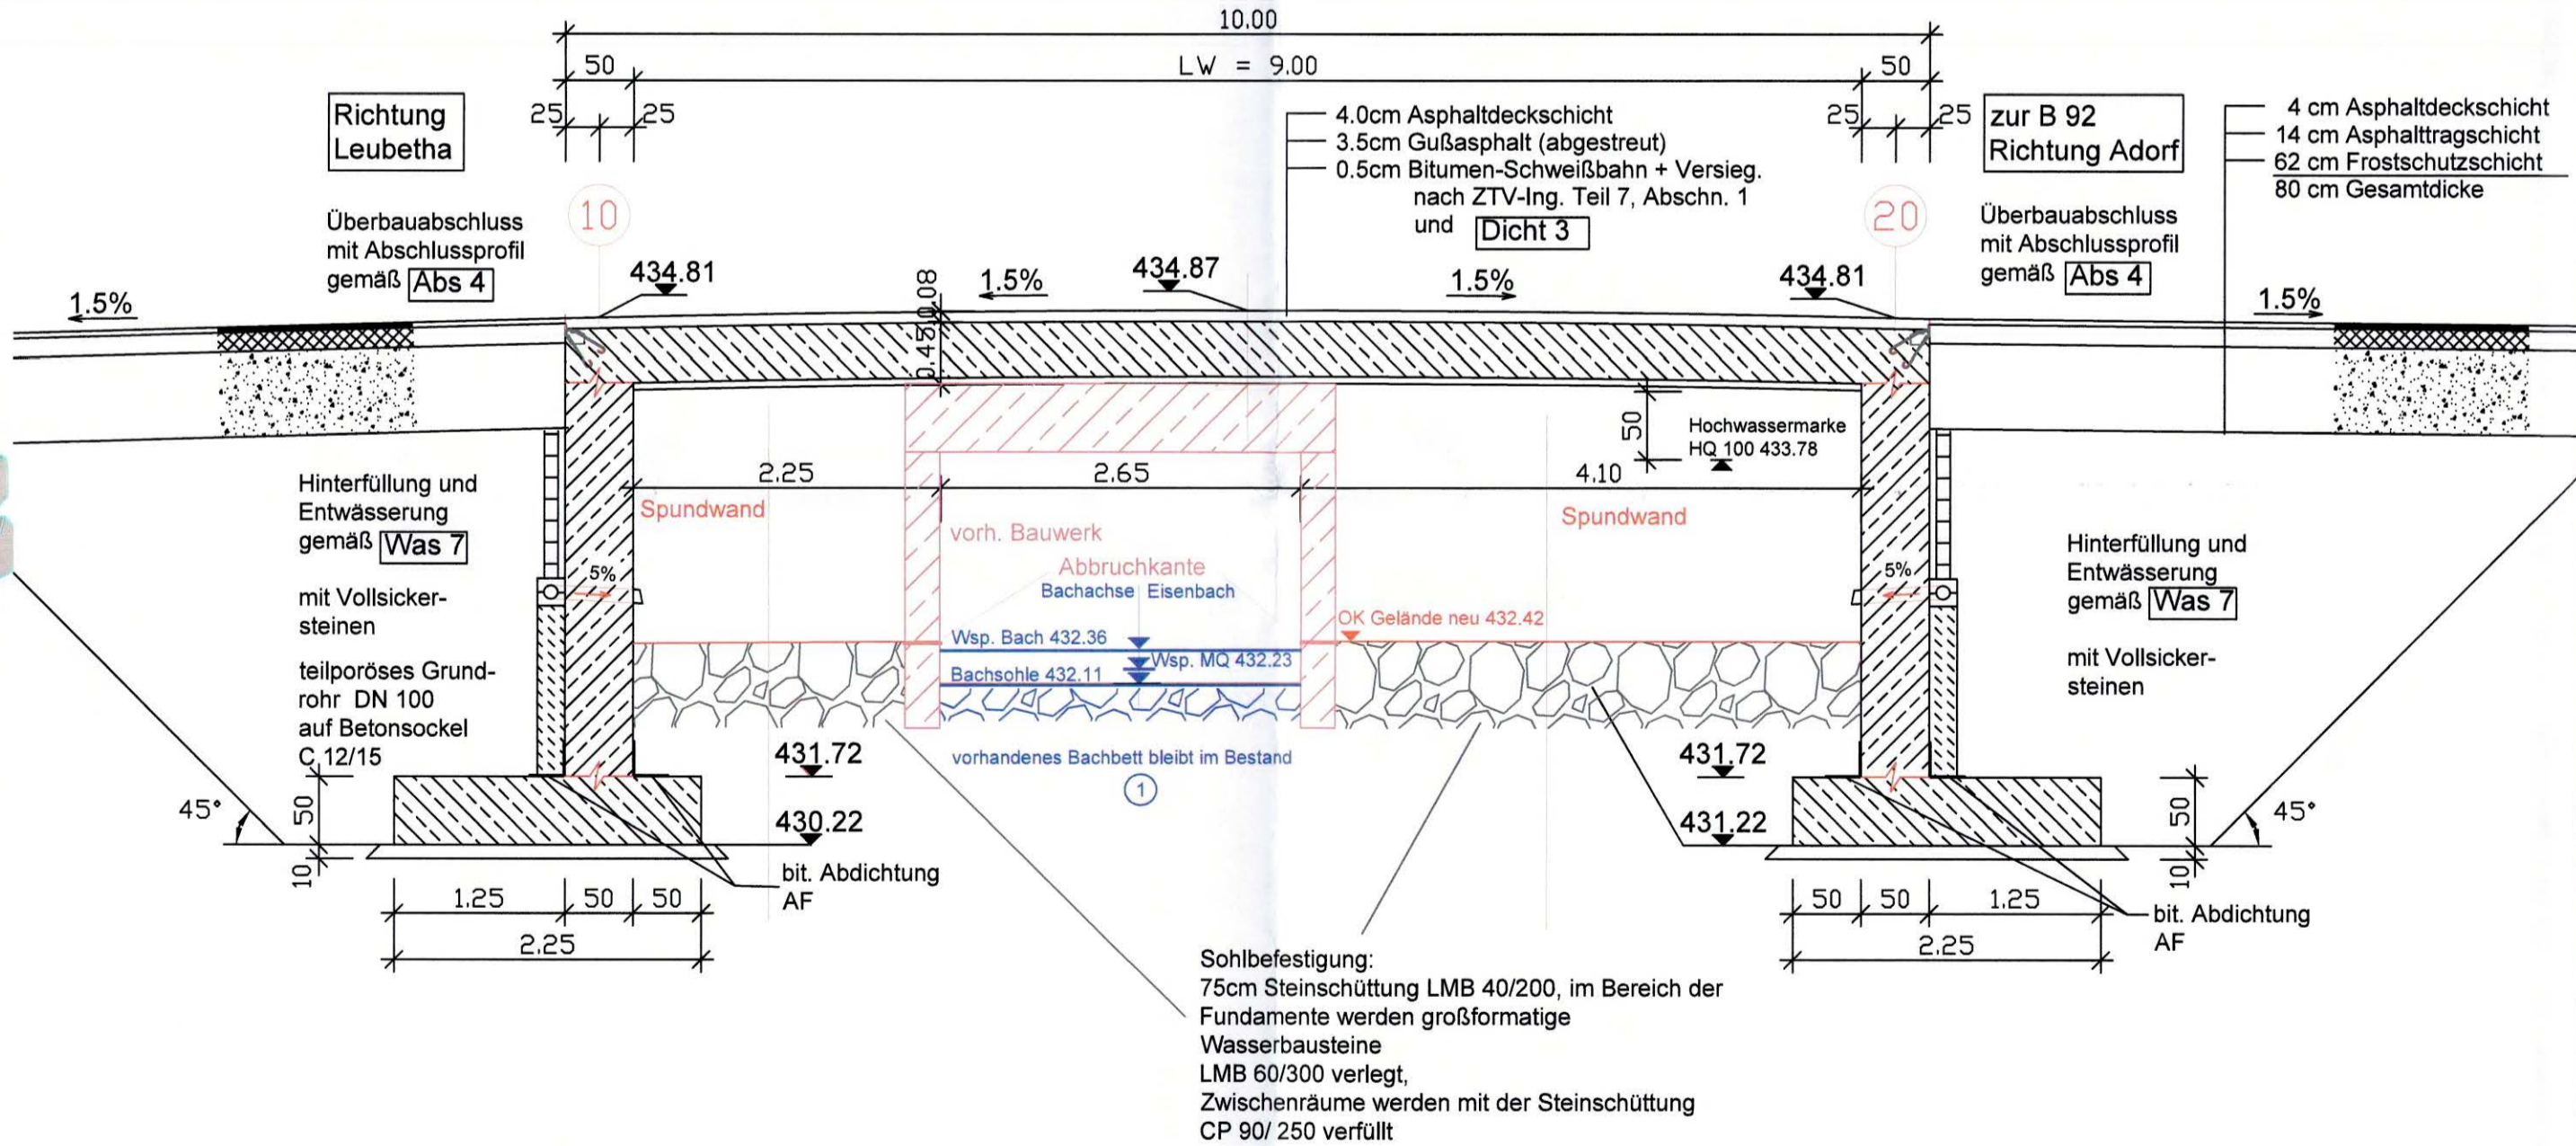 10.00
50
LW = 9.00
50
25
25
25
25
Richtung
Leubetha
4.0cm Asphaltdeckschicht
3.5cm Gußasphalt (abgestreut)
0.5cm Bitumen-Schweißbahn + Versieg.
nach ZTV-Ing. Teil 7, Abschn. 1
und Dicht 3
zur B 92
Richtung Adorf
4 cm Asphaltdeckschicht
14 cm Asphalttragschicht
62 cm Frostschutzschicht
80 cm Gesamtdicke
Überbauabschluss
mit Abschlussprofil
gemäß Abs 4
10
20
Überbauabschluss
mit Abschlussprofil
gemäß Abs 4
1.5%
434.81
0.08
0.45
1.5%
434.87
1.5%
434.81
1.5%
50
Hochwassermarke
HQ 100 433.78
2.25
2.65
4.10
Hinterfüllung und
Entwässerung
gemäß Was 7
mit Vollsicker-
steinen
teilporöses Grund-
rohr DN 100
auf Betonsockel
C 12/15
Spundwand
vorh. Bauwerk
Abbruchkante
Bachachse Eisenbach
Spundwand
5%
5%
Wsp. Bach 432.36
Wsp. MQ 432.23
Bachsohle 432.11
OK Gelände neu 432.42
Hinterfüllung und
Entwässerung
gemäß Was 7
mit Vollsicker-
steinen
vorhandenes Bachbett bleibt im Bestand
1
431.72
430.22
431.72
431.22
45°
50
10
50
10
45°
bit. Abdichtung
AF
1.25
50
50
2.25
50
50
1.25
2.25
bit. Abdichtung
AF
Sohlbefestigung:
75cm Steinschüttung LMB 40/200, im Bereich der
Fundamente werden großformatige
Wasserbausteine
LMB 60/300 verlegt,
Zwischenräume werden mit der Steinschüttung
CP 90/ 250 verfüllt